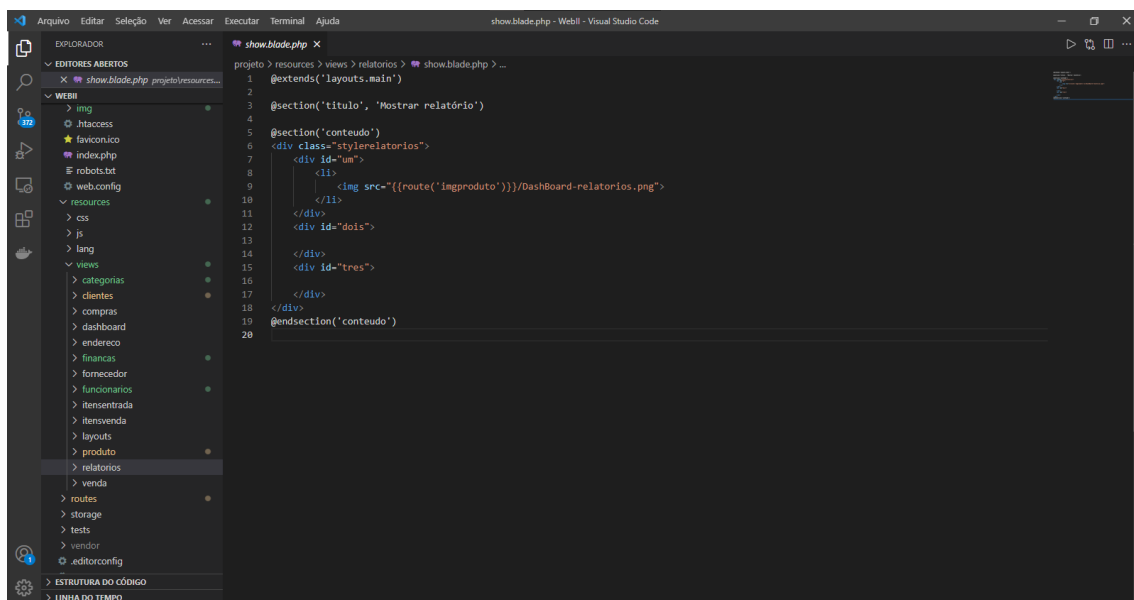 Arquivo Editar Seleção Ver Acessar Executar Terminal Ajuda
show.blade.php - WebII - Visual Studio Code
EXPLORADOR
EDITORES ABERTOS
show.blade.php projeto\resources...
WEBII
img
.htaccess
favicon.ico
index.php
robots.txt
web.config
resources
css
js
lang
views
categorias
clientes
compras
dashboard
endereco
financas
fornecedor
funcionarios
itensentrada
itensvenda
layouts
produto
relatorios
venda
routes
storage
tests
vendor
.editorconfig
ESTRUTURA DO CÓDIGO
LINHA DO TEMPO
372
1
show.blade.php
projeto > resources > views > relatorios > show.blade.php > ...
1 @extends('layouts.main')
2
3 @section('titulo', 'Mostrar relatório')
4
5 @section('conteudo')
6 <div class="stylerelatorios">
7 <div id="um">
8 <li>
9 <img src="{{route('imgproduto')}}/DashBoard-relatorios.png">
10 </li>
11 </div>
12 <div id="dois">
13
14 </div>
15 <div id="tres">
16
17 </div>
18 </div>
19 @endsection('conteudo')
20